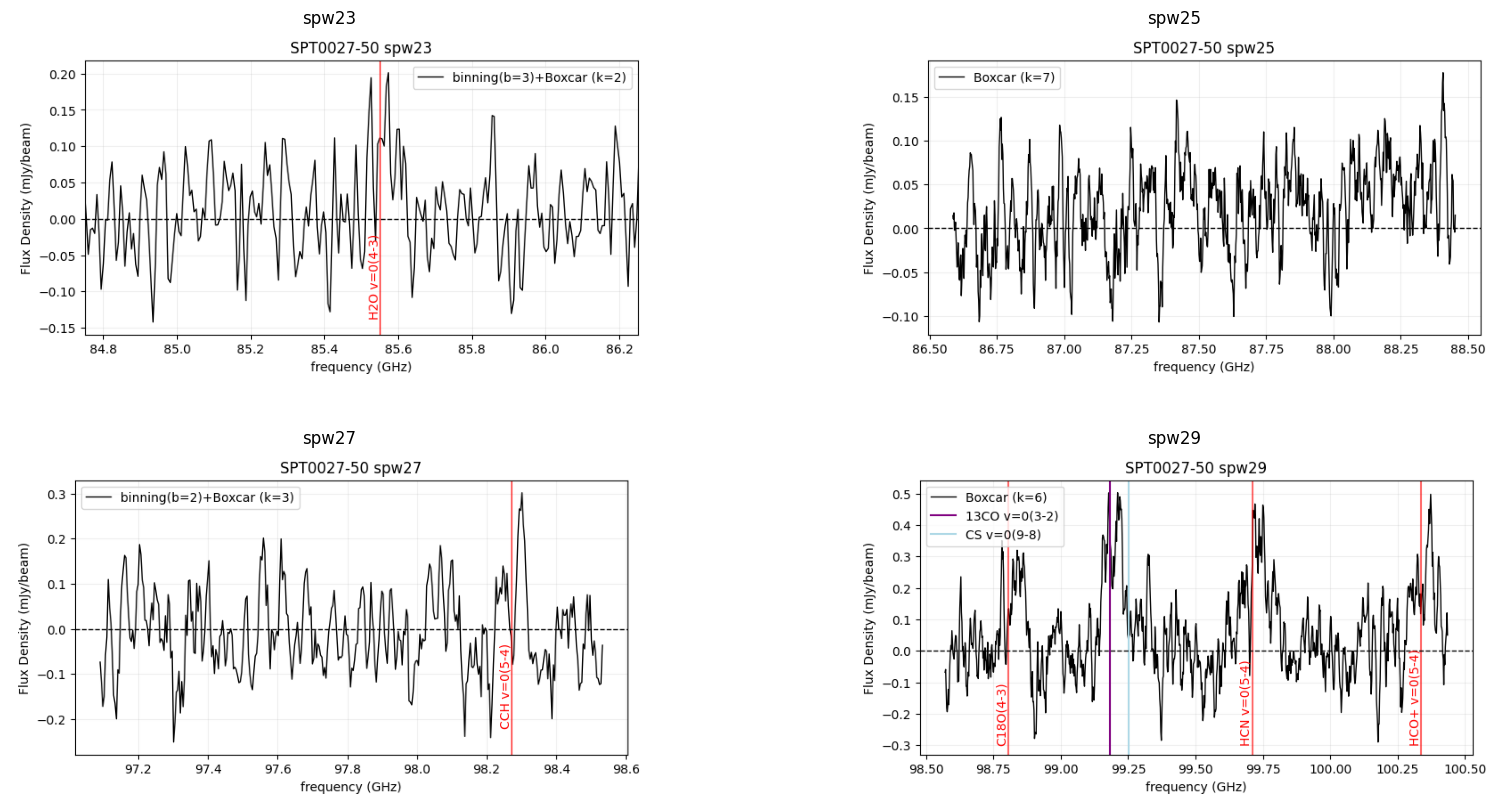 spw23
SPT0027-50 spw23
binning(b=3)+Boxcar (k=2)
Flux Density (mJy/beam)
0.20
0.15
0.10
0.05
0.00
−0.05
−0.10
−0.15
H2O v=0(4-3)
84.8 85.0 85.2 85.4 85.6 85.8 86.0 86.2
frequency (GHz)
spw25
SPT0027-50 spw25
Boxcar (k=7)
Flux Density (mJy/beam)
0.15
0.10
0.05
0.00
−0.05
−0.10
86.50 86.75 87.00 87.25 87.50 87.75 88.00 88.25 88.50
frequency (GHz)
spw27
SPT0027-50 spw27
binning(b=2)+Boxcar (k=3)
Flux Density (mJy/beam)
0.3
0.2
0.1
0.0
−0.1
−0.2
CCH v=0(5-4)
97.2 97.4 97.6 97.8 98.0 98.2 98.4 98.6
frequency (GHz)
spw29
SPT0027-50 spw29
Boxcar (k=6)
13CO v=0(3-2)
CS v=0(9-8)
Flux Density (mJy/beam)
0.5
0.4
0.3
0.2
0.1
0.0
−0.1
−0.2
−0.3
C18O(4-3)
HCN v=0(5-4)
HCO+ v=0(5-4)
98.50 98.75 99.00 99.25 99.50 99.75 100.00 100.25 100.50
frequency (GHz)